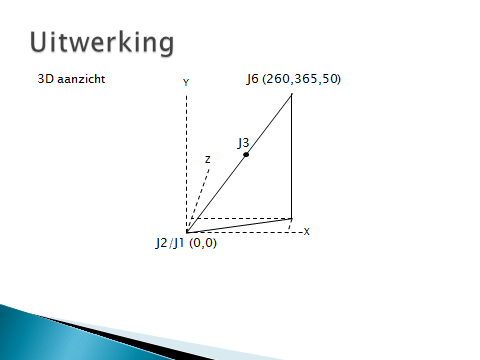 Uitwerking
3D aanzicht
Y
J6 (260,365,50)
J3
Z
X
J2/J1 (0,0)